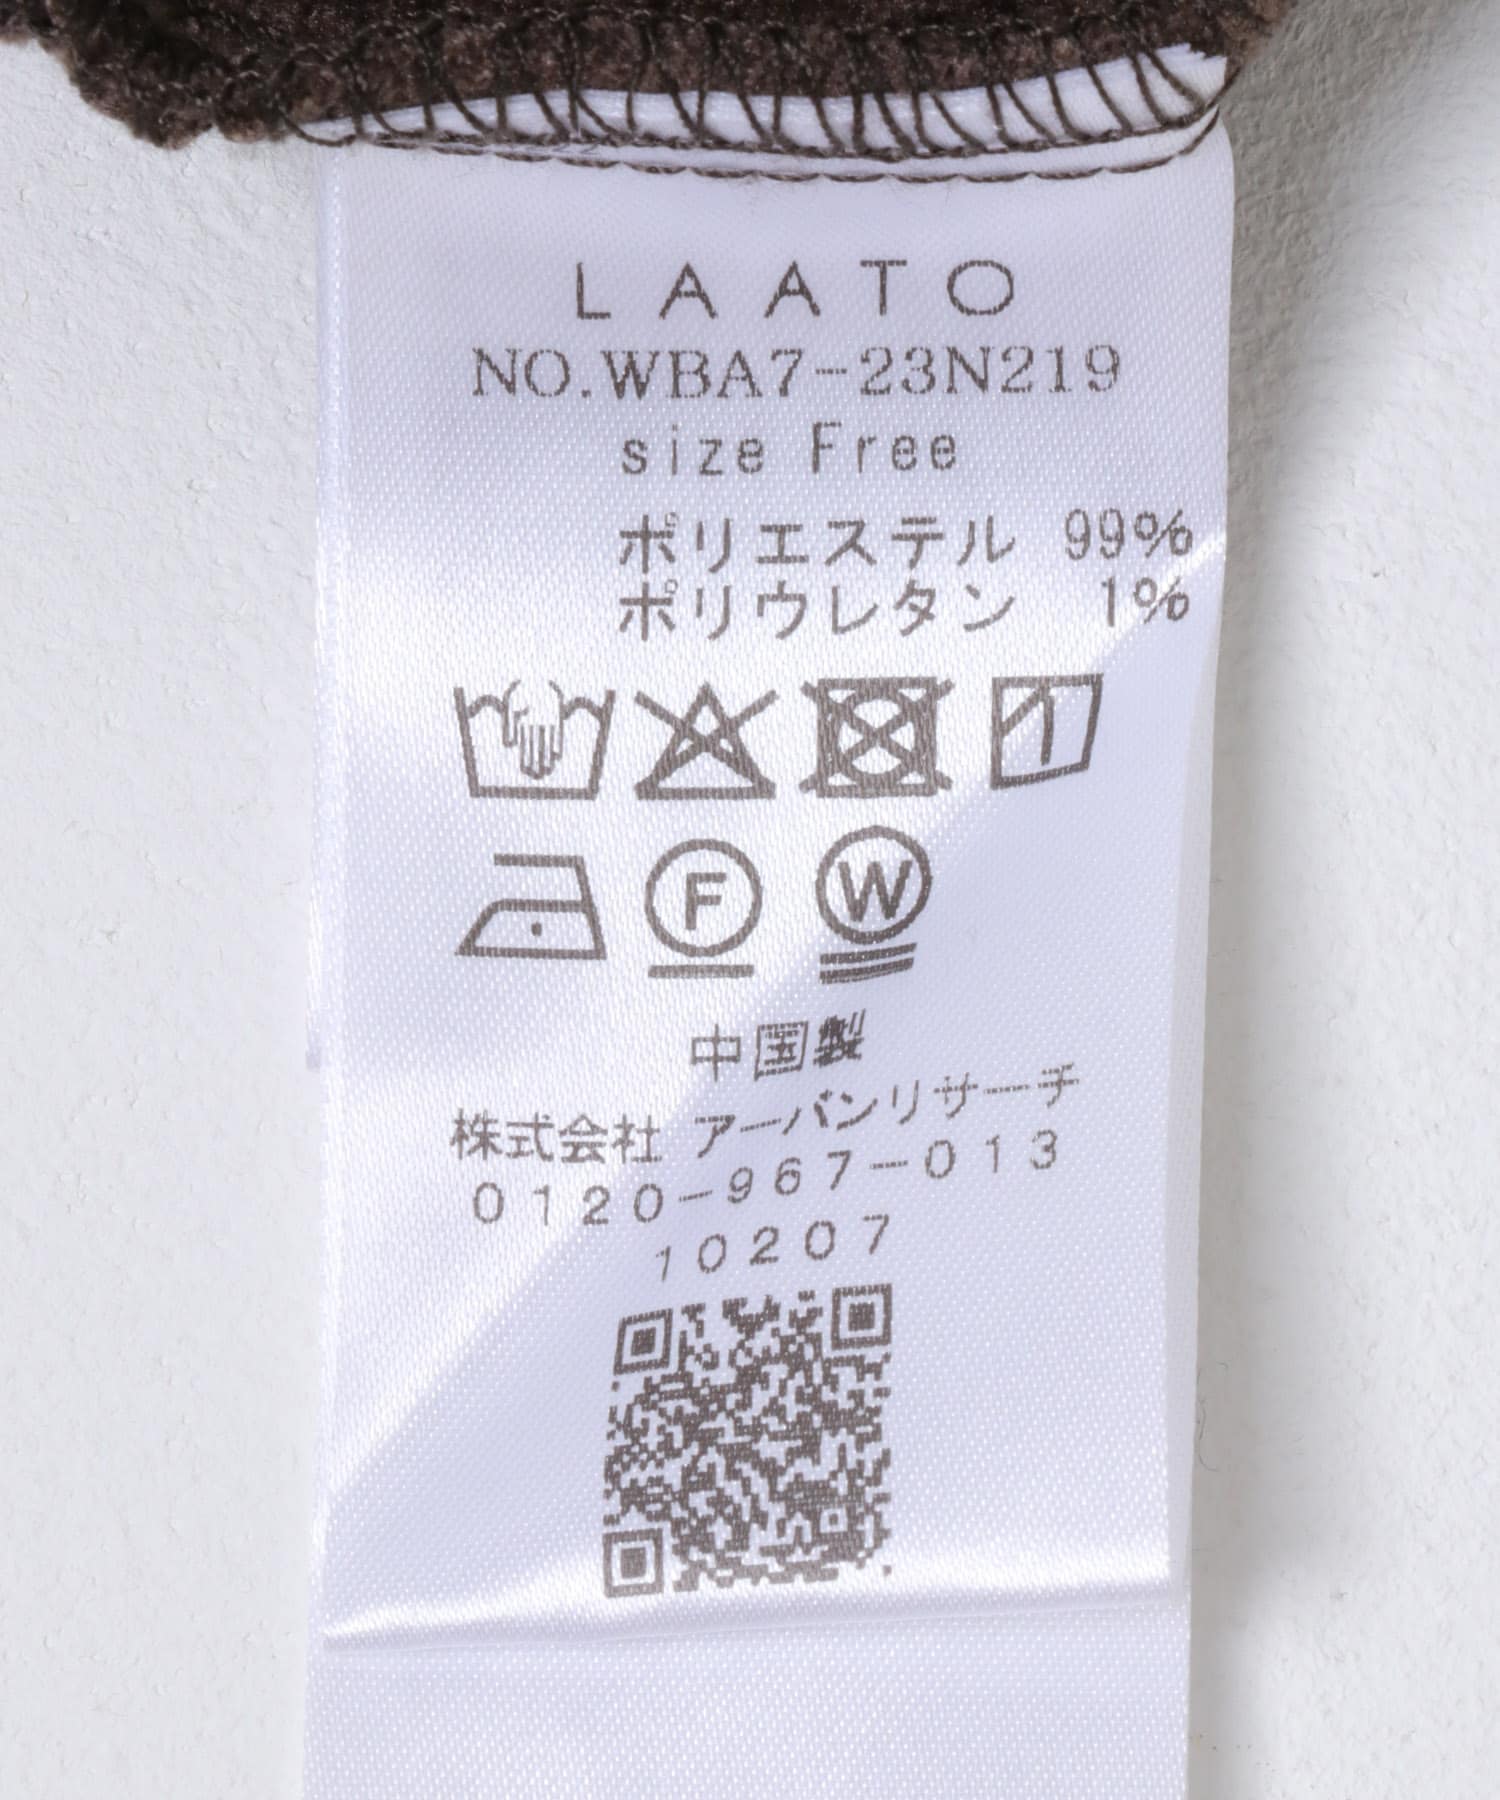 LAATO
NO.WBA7-23N219
size Free
ポリエステル 99%
ポリウレタン 1%
F W
中国製
株式会社 アーバンリサーチ
0120-967-013
10207